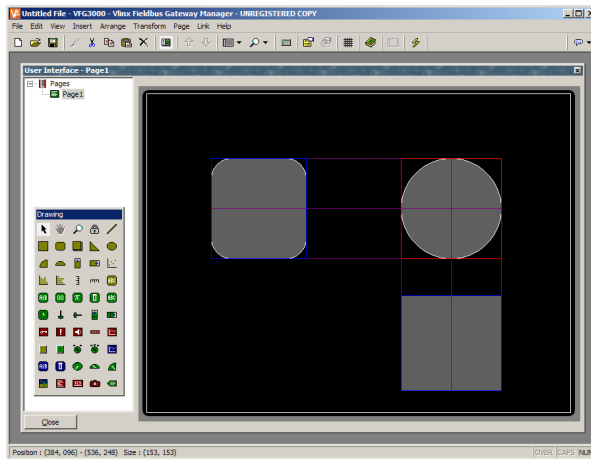 Untitled File - VFG3000 - Vlinx Fieldbus Gateway Manager - UNREGISTERED COPY
File Edit View Insert Arrange Transform Page Link Help
User Interface - Page1
Pages
Page1
Drawing
Close
Position : (384, 096) - (536, 248) Size : (153, 153)
OVER CAPS NUM